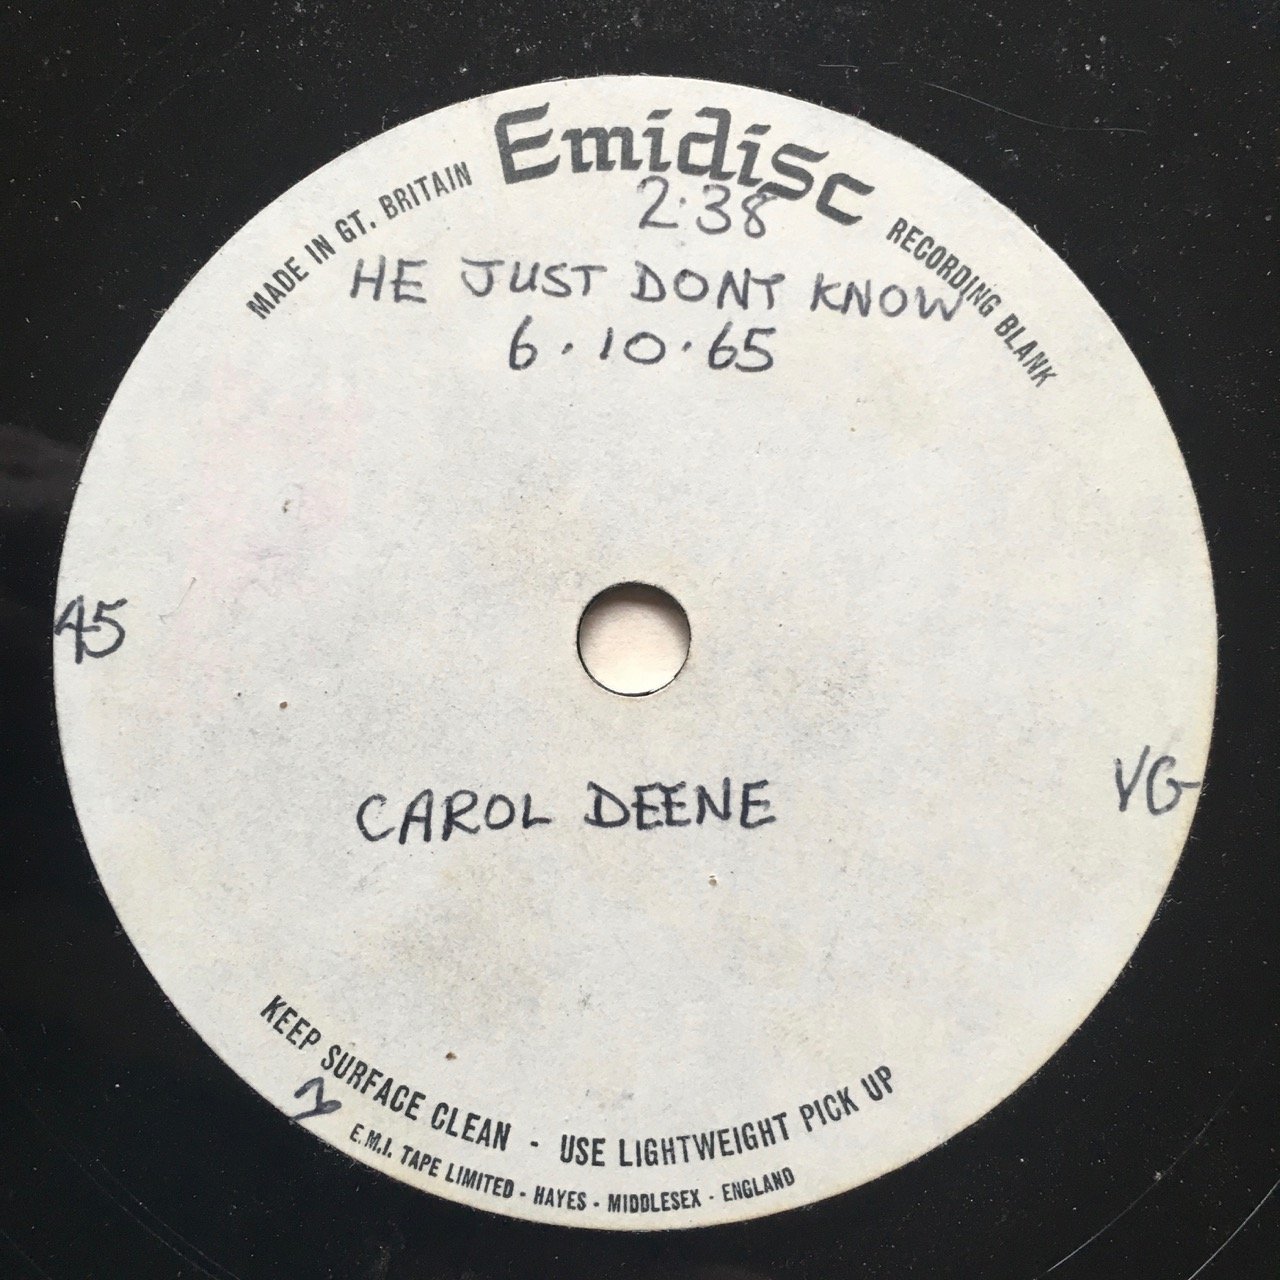 Emidisc
MADE IN GT. BRITAIN
RECORDING BLANK
2:38
HE JUST DONT KNOW
6.10.65
45
VG-
CAROL DEENE
KEEP SURFACE CLEAN - USE LIGHTWEIGHT PICK UP
E.M.I. TAPE LIMITED - HAYES - MIDDLESEX - ENGLAND